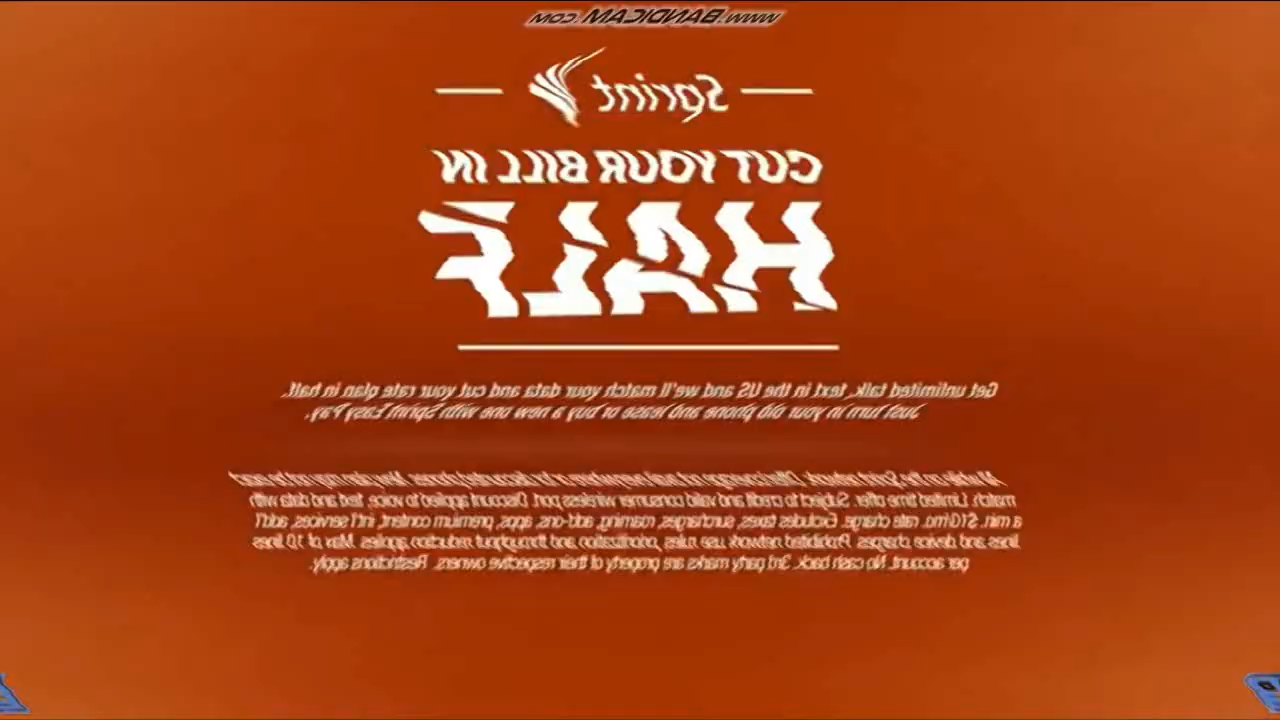 www.BANDICAM.COM
Sprint
CUT YOUR BILL IN
HALF
Get unlimited talk, text in the US and we'll match your data and cut your rate plan in half.
Just turn in your old phone and lease or buy a new one with Sprint Easy Pay.
match. Limited time offer. Subject to credit and valid consumer wireless port. Discount applied to voice, text and data with
a min. $10/mo. rate charge. Excludes taxes, surcharges, roaming, add-ons, apps, premium content, int'l services, add'l
lines and device charges. Prohibited network use rules, prioritization and throughput reduction applies. Max of 10 lines
per account. No cash back. 3rd party marks are property of their respective owners. Restrictions apply.